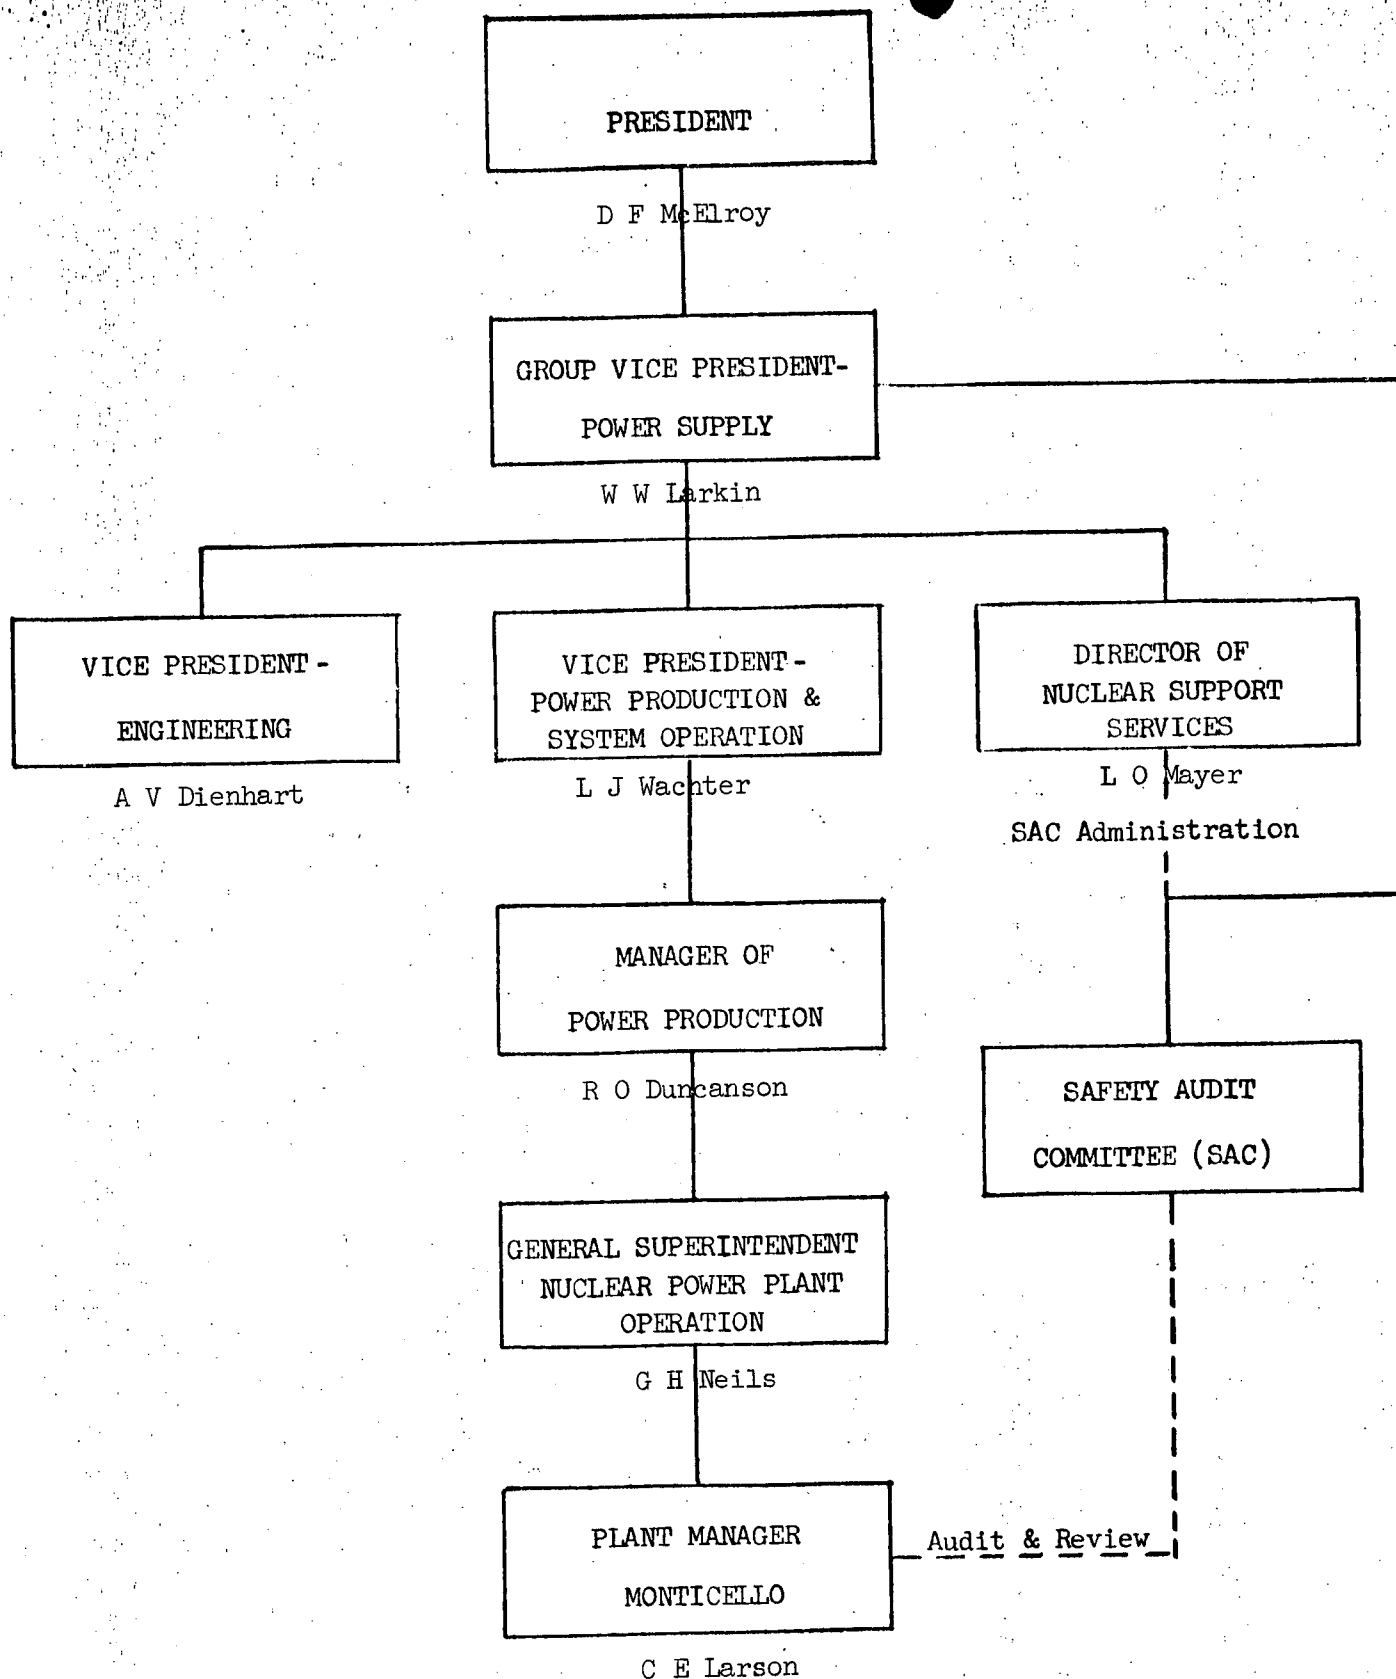 PRESIDENT
D F McElroy
GROUP VICE PRESIDENT-
POWER SUPPLY
W W Larkin
VICE PRESIDENT -
ENGINEERING
A V Dienhart
VICE PRESIDENT -
POWER PRODUCTION &
SYSTEM OPERATION
L J Wachter
DIRECTOR OF
NUCLEAR SUPPORT
SERVICES
L O Mayer
SAC Administration
MANAGER OF
POWER PRODUCTION
R O Duncanson
SAFETY AUDIT
COMMITTEE (SAC)
GENERAL SUPERINTENDENT
NUCLEAR POWER PLANT
OPERATION
G H Neils
PLANT MANAGER
MONTICELLO
Audit & Review
C E Larson